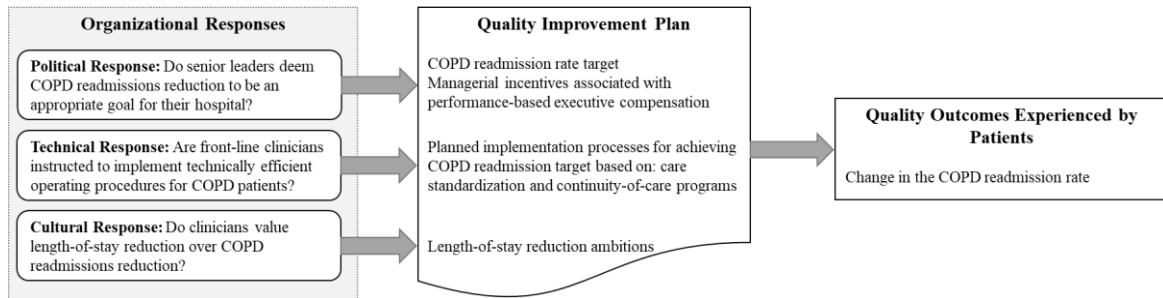 Organizational Responses
Political Response: Do senior leaders deem
COPD readmissions reduction to be an
appropriate goal for their hospital?
Technical Response: Are front-line clinicians
instructed to implement technically efficient
operating procedures for COPD patients?
Cultural Response: Do clinicians value
length-of-stay reduction over COPD
readmissions reduction?
Quality Improvement Plan
COPD readmission rate target
Managerial incentives associated with
performance-based executive compensation
Planned implementation processes for achieving
COPD readmission target based on: care
standardization and continuity-of-care programs
Length-of-stay reduction ambitions
Quality Outcomes Experienced by
Patients
Change in the COPD readmission rate